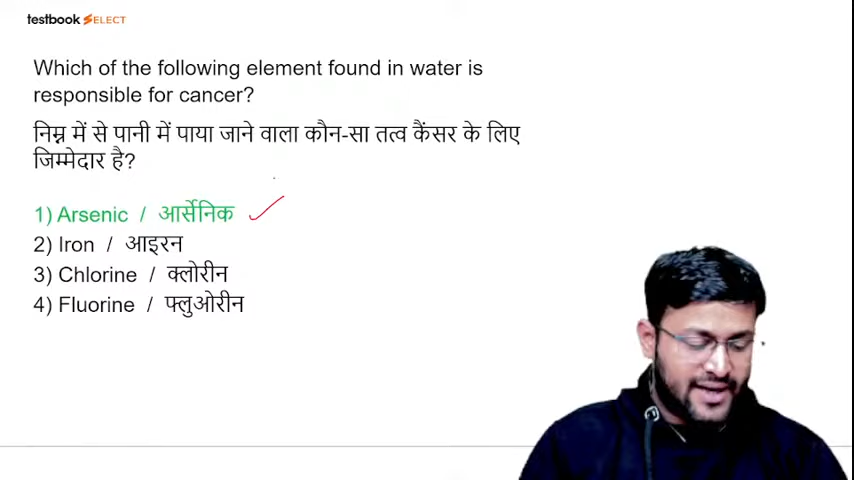 testbook SELECT
Which of the following element found in water is
responsible for cancer?
निम्न में से पानी में पाया जाने वाला कौन-सा तत्व कैंसर के लिए
जिम्मेदार है?
1) Arsenic / आर्सेनिक
2) Iron / आइरन
3) Chlorine / क्लोरीन
4) Fluorine / फ्लुओरीन